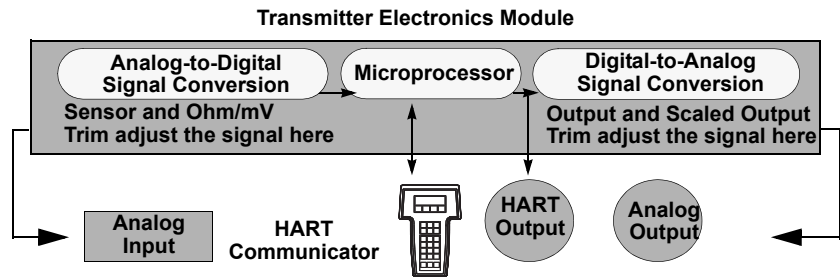 Transmitter Electronics Module
Analog-to-Digital
Signal Conversion
Microprocessor
Digital-to-Analog
Signal Conversion
Sensor and Ohm/mV
Trim adjust the signal here
Output and Scaled Output
Trim adjust the signal here
Analog
Input
HART
Communicator
HART
Output
Analog
Output